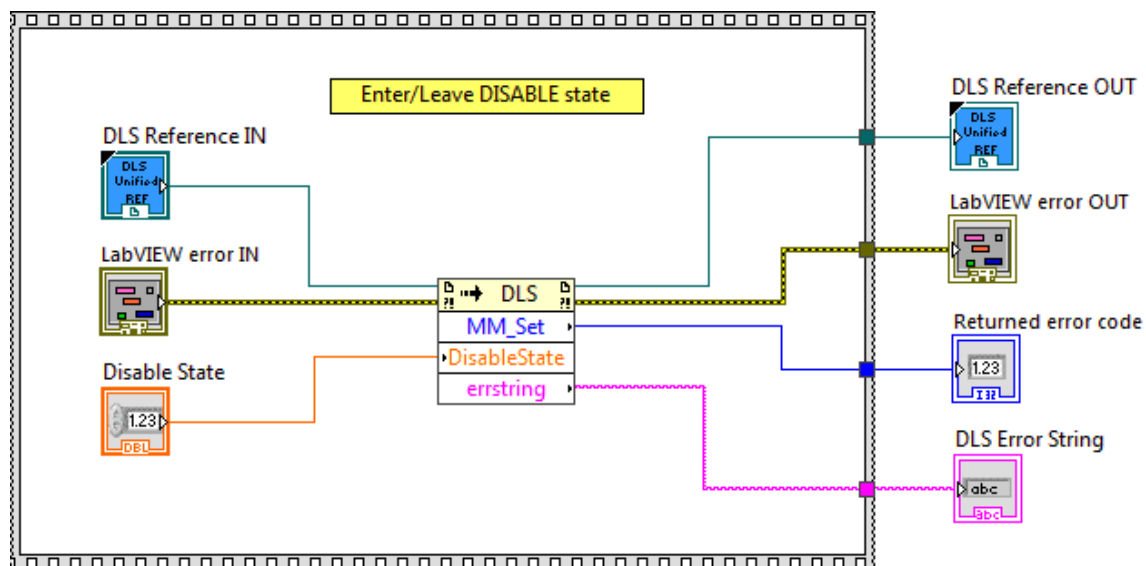 Enter/Leave DISABLE state
DLS Reference OUT
DLS
Unified
REF
DLS Reference IN
DLS
Unified
REF
LabVIEW error OUT
LabVIEW error IN
?!
DLS
?!
MM_Set
DisableState
errstring
Returned error code
1.23
I32
Disable State
1.23
DBL
DLS Error String
abc
abc